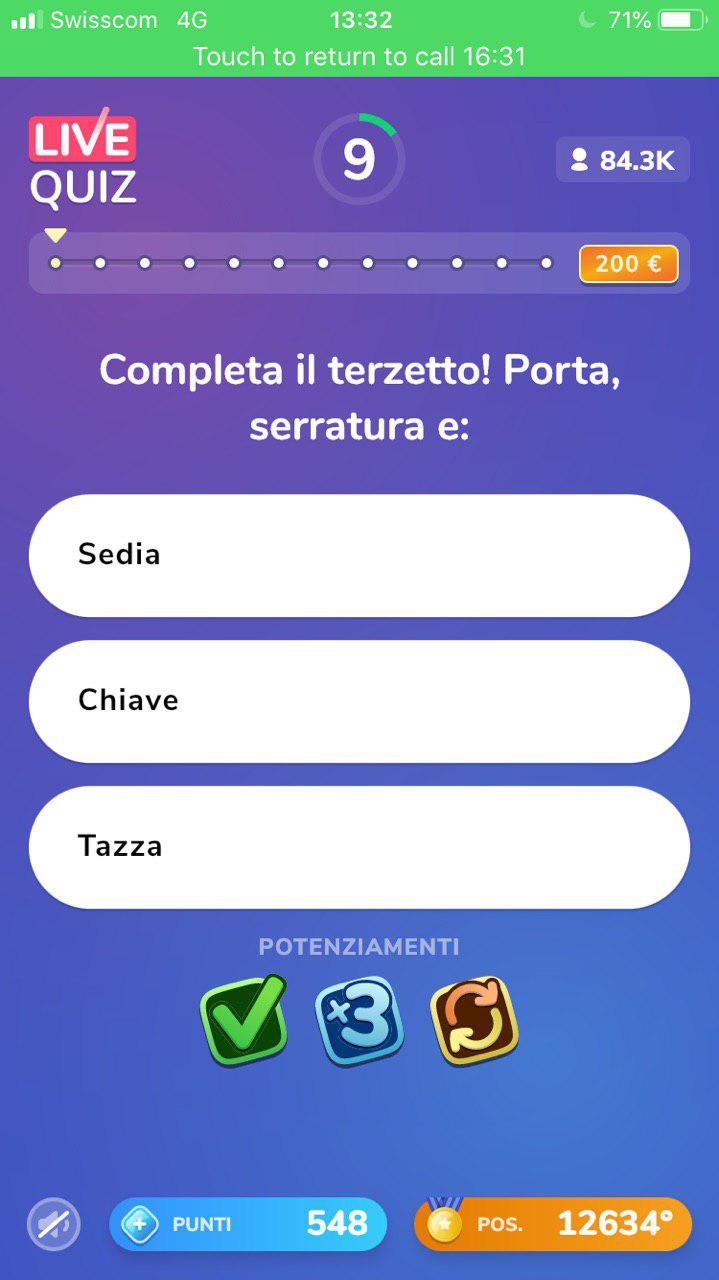 Swisscom 4G 13:32 71%
Touch to return to call 16:31
LIVE
QUIZ
9
84.3K
200 €
Completa il terzetto! Porta,
serratura e:
Sedia
Chiave
Tazza
POTENZIAMENTI
×3
PUNTI 548
POS. 12634°